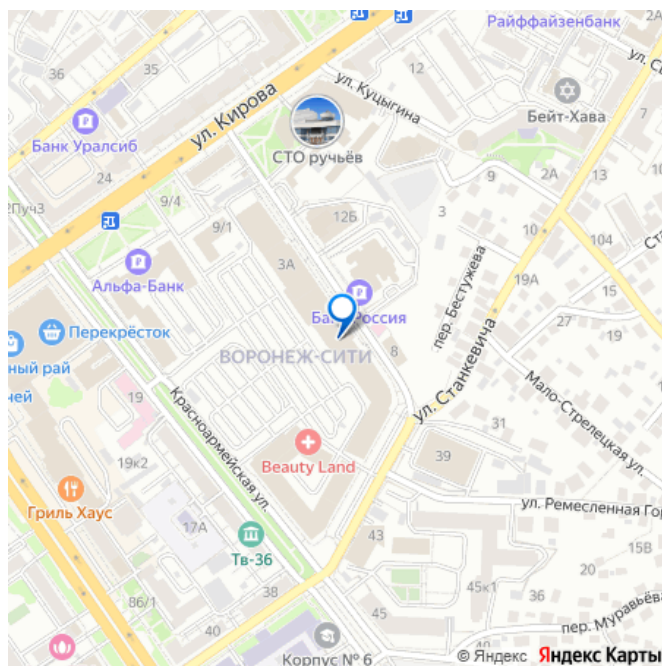 Райффайзенбанк
2А
36
35
ул. Кирова
ул. Куцыгина
12
Бейт-Хава
Банк Уралсиб
СТО ручьёв
24
9/4
9
2А
13
9/1
12Б
3
10
104
3А
Альфа-Банк
19А
пер. Бестужева
Банк Россия
27
15
19
Перекрёсток
8
ВОРОНЕЖ-СИТИ
ул. Станкевича
Мало-Стрелецкая ул.
19
Красноармейская ул.
31
19к2
Beauty Land
39
Гриль Хаус
17А
ул. Ремесленная Гор
43
Тв-36
20
15В
38
45к1
26
86/1
40
45
пер. Муравьёва
Корпус № 6
© Яндекс Яндекс Карты